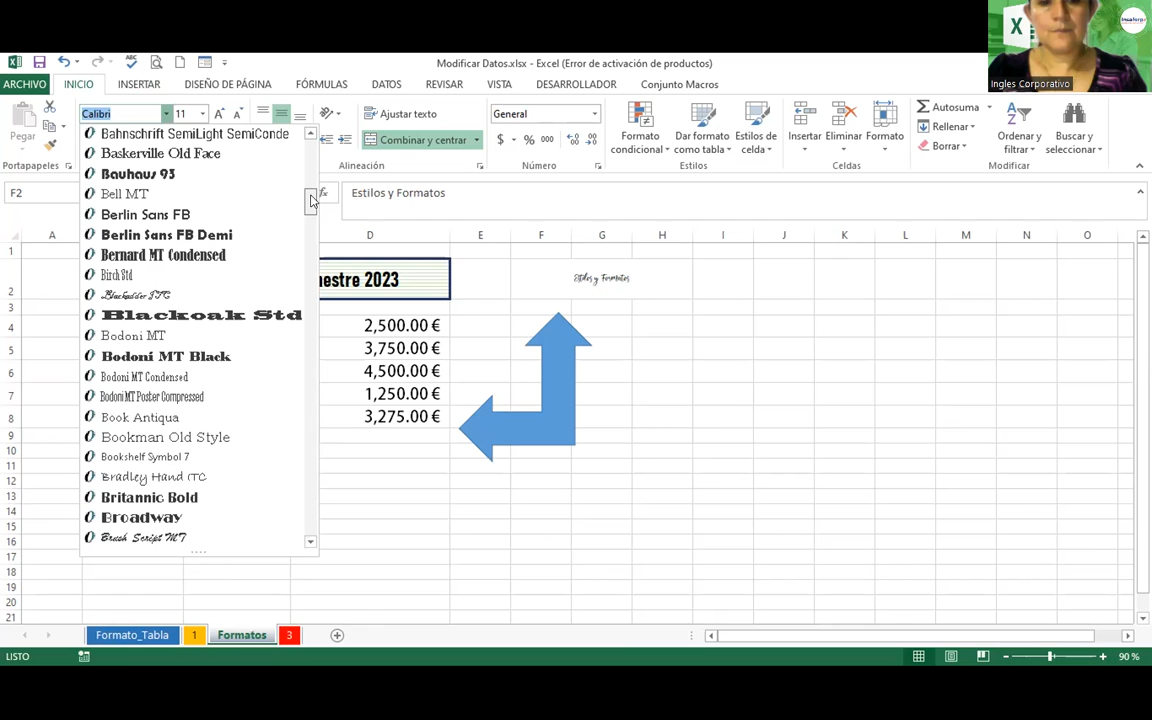 Ingles Corporativo
Modificar Datos.xlsx - Excel (Error de activación de productos)
ARCHIVO INICIO INSERTAR DISEÑO DE PÁGINA FÓRMULAS DATOS REVISAR VISTA DESARROLLADOR Conjunto Macros
Pegar
Portapapeles
Calibri 11
Ajustar texto
Combinar y centrar
Alineación
General
$ % 000
Número
Formato condicional
Dar formato como tabla
Estilos de celda
Estilos
Insertar Eliminar Formato
Celdas
Autosuma
Rellenar
Borrar
Ordenar y filtrar
Buscar y seleccionar
Modificar
F2 fx Estilos y Formatos
Bahnschrift SemiLight SemiConde
Baskerville Old Face
Bauhaus 93
Bell MT
Berlin Sans FB
Berlin Sans FB Demi
Bernard MT Condensed
Birch Std
Blackadder ITC
Blackoak Std
Bodoni MT
Bodoni MT Black
Bodoni MT Condensed
Bodoni MT Poster Compressed
Book Antiqua
Bookman Old Style
Bookshelf Symbol 7
Bradley Hand ITC
Britannic Bold
Broadway
Brush Script MT
A D E F G H I J K L M N O
1
2 mestre 2023 Estilos y Formatos
3
4 2,500.00 €
5 3,750.00 €
6 4,500.00 €
7 1,250.00 €
8 3,275.00 €
9
10
11
12
13
14
15
16
17
18
19
20
21
Formato_Tabla 1 Formatos 3
LISTO 90 %